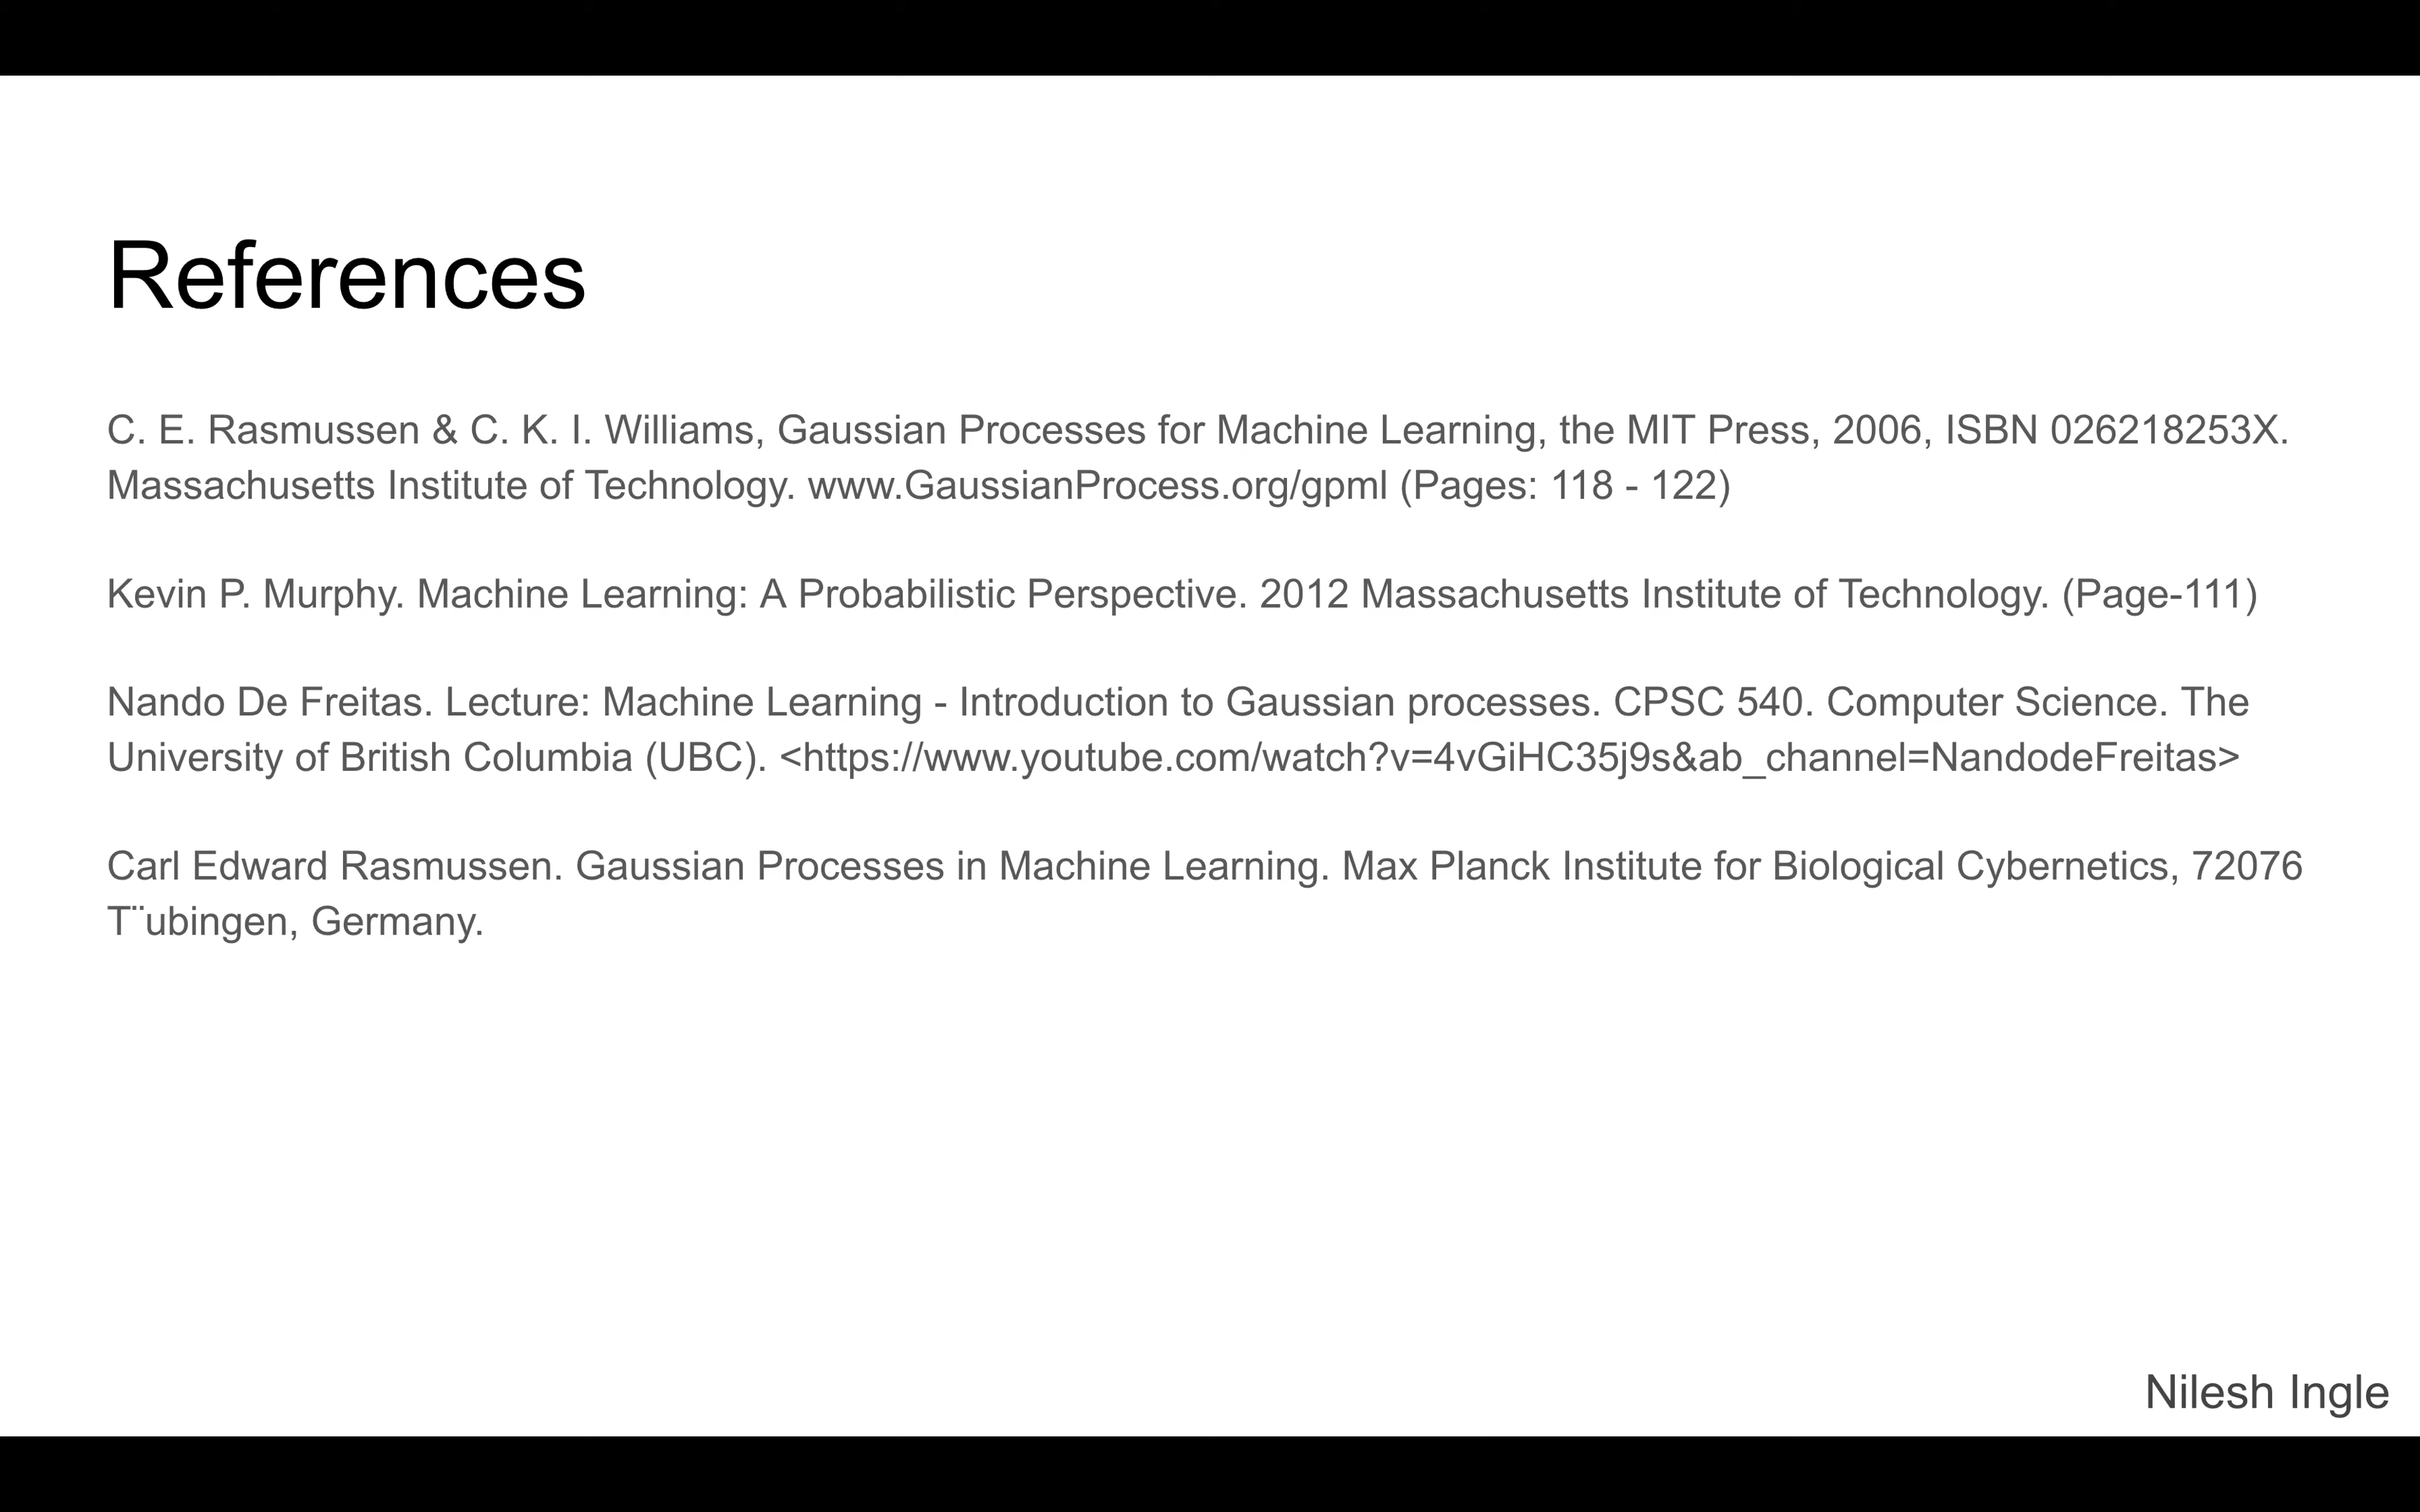 References
C. E. Rasmussen & C. K. I. Williams, Gaussian Processes for Machine Learning, the MIT Press, 2006, ISBN 026218253X.
Massachusetts Institute of Technology. www.GaussianProcess.org/gpml (Pages: 118 - 122)
Kevin P. Murphy. Machine Learning: A Probabilistic Perspective. 2012 Massachusetts Institute of Technology. (Page-111)
Nando De Freitas. Lecture: Machine Learning - Introduction to Gaussian processes. CPSC 540. Computer Science. The
University of British Columbia (UBC). <https://www.youtube.com/watch?v=4vGiHC35j9s&ab_channel=NandodeFreitas>
Carl Edward Rasmussen. Gaussian Processes in Machine Learning. Max Planck Institute for Biological Cybernetics, 72076
T¨ubingen, Germany.
Nilesh Ingle